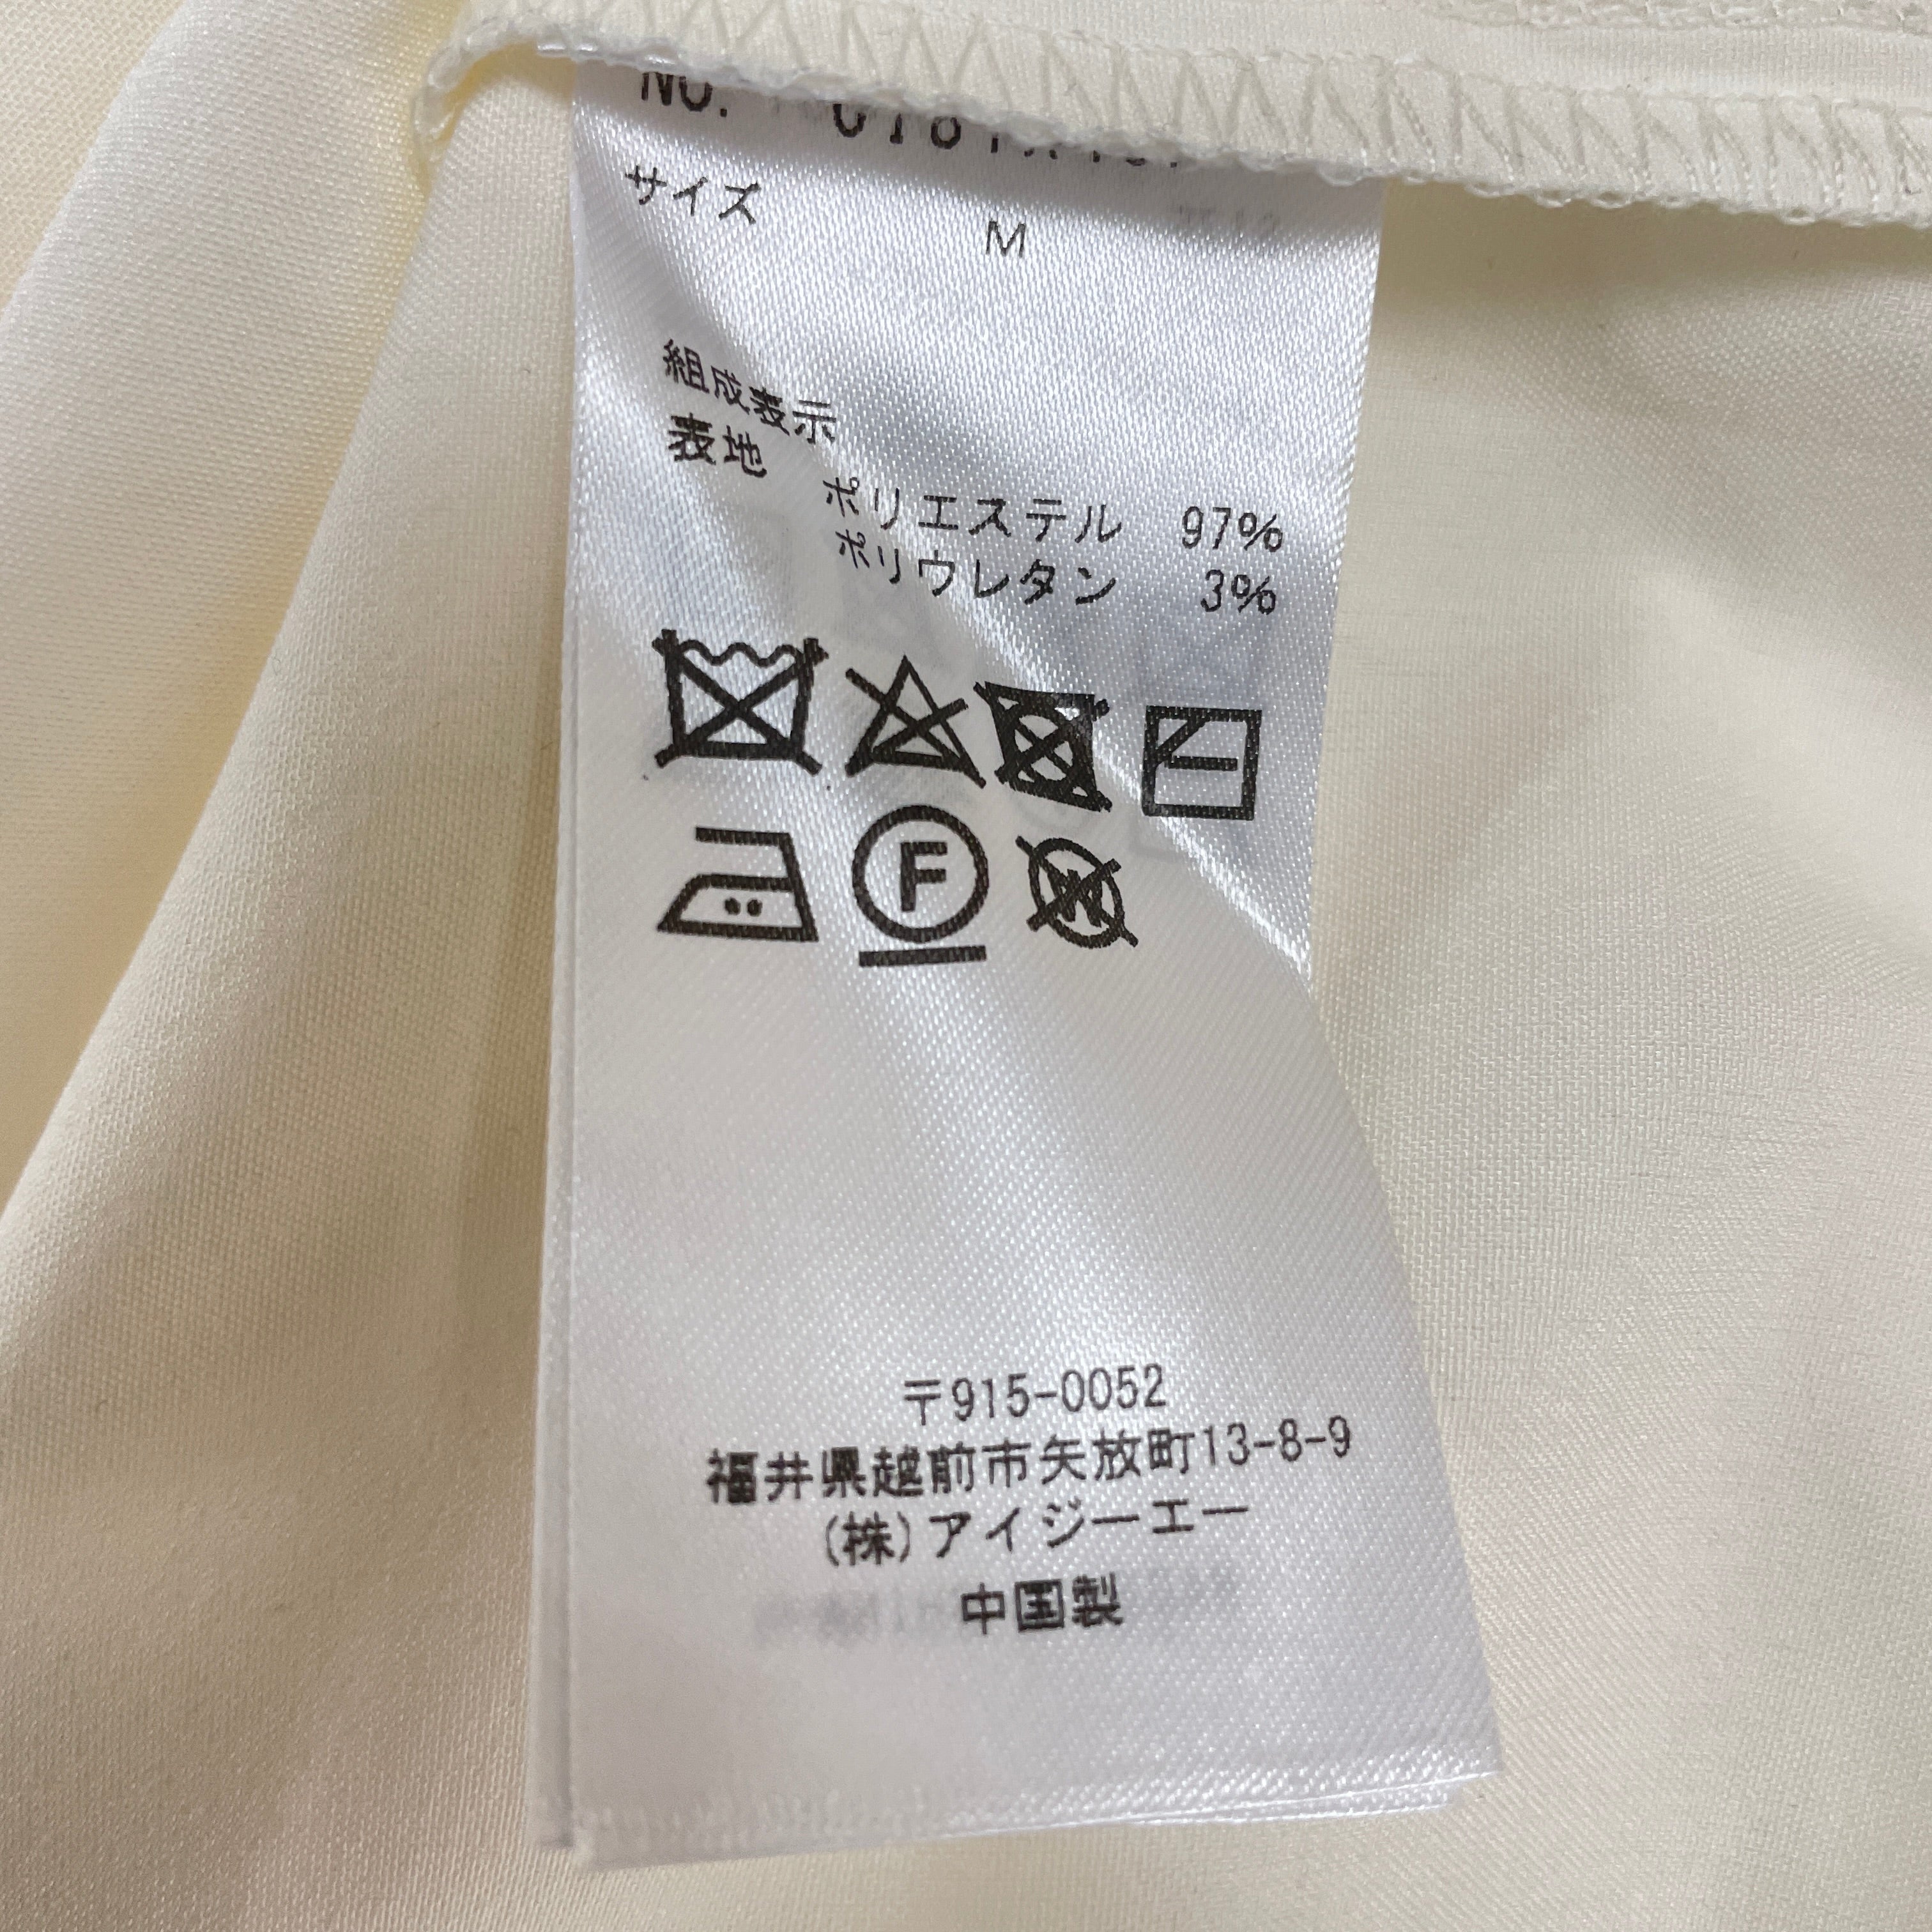 NO.
サイズ M
組成表示
表地
ポリエステル 97%
ポリウレタン 3%
F
W
〒915-0052
福井県越前市矢放町13-8-9
(株)アイジーエー
中国製